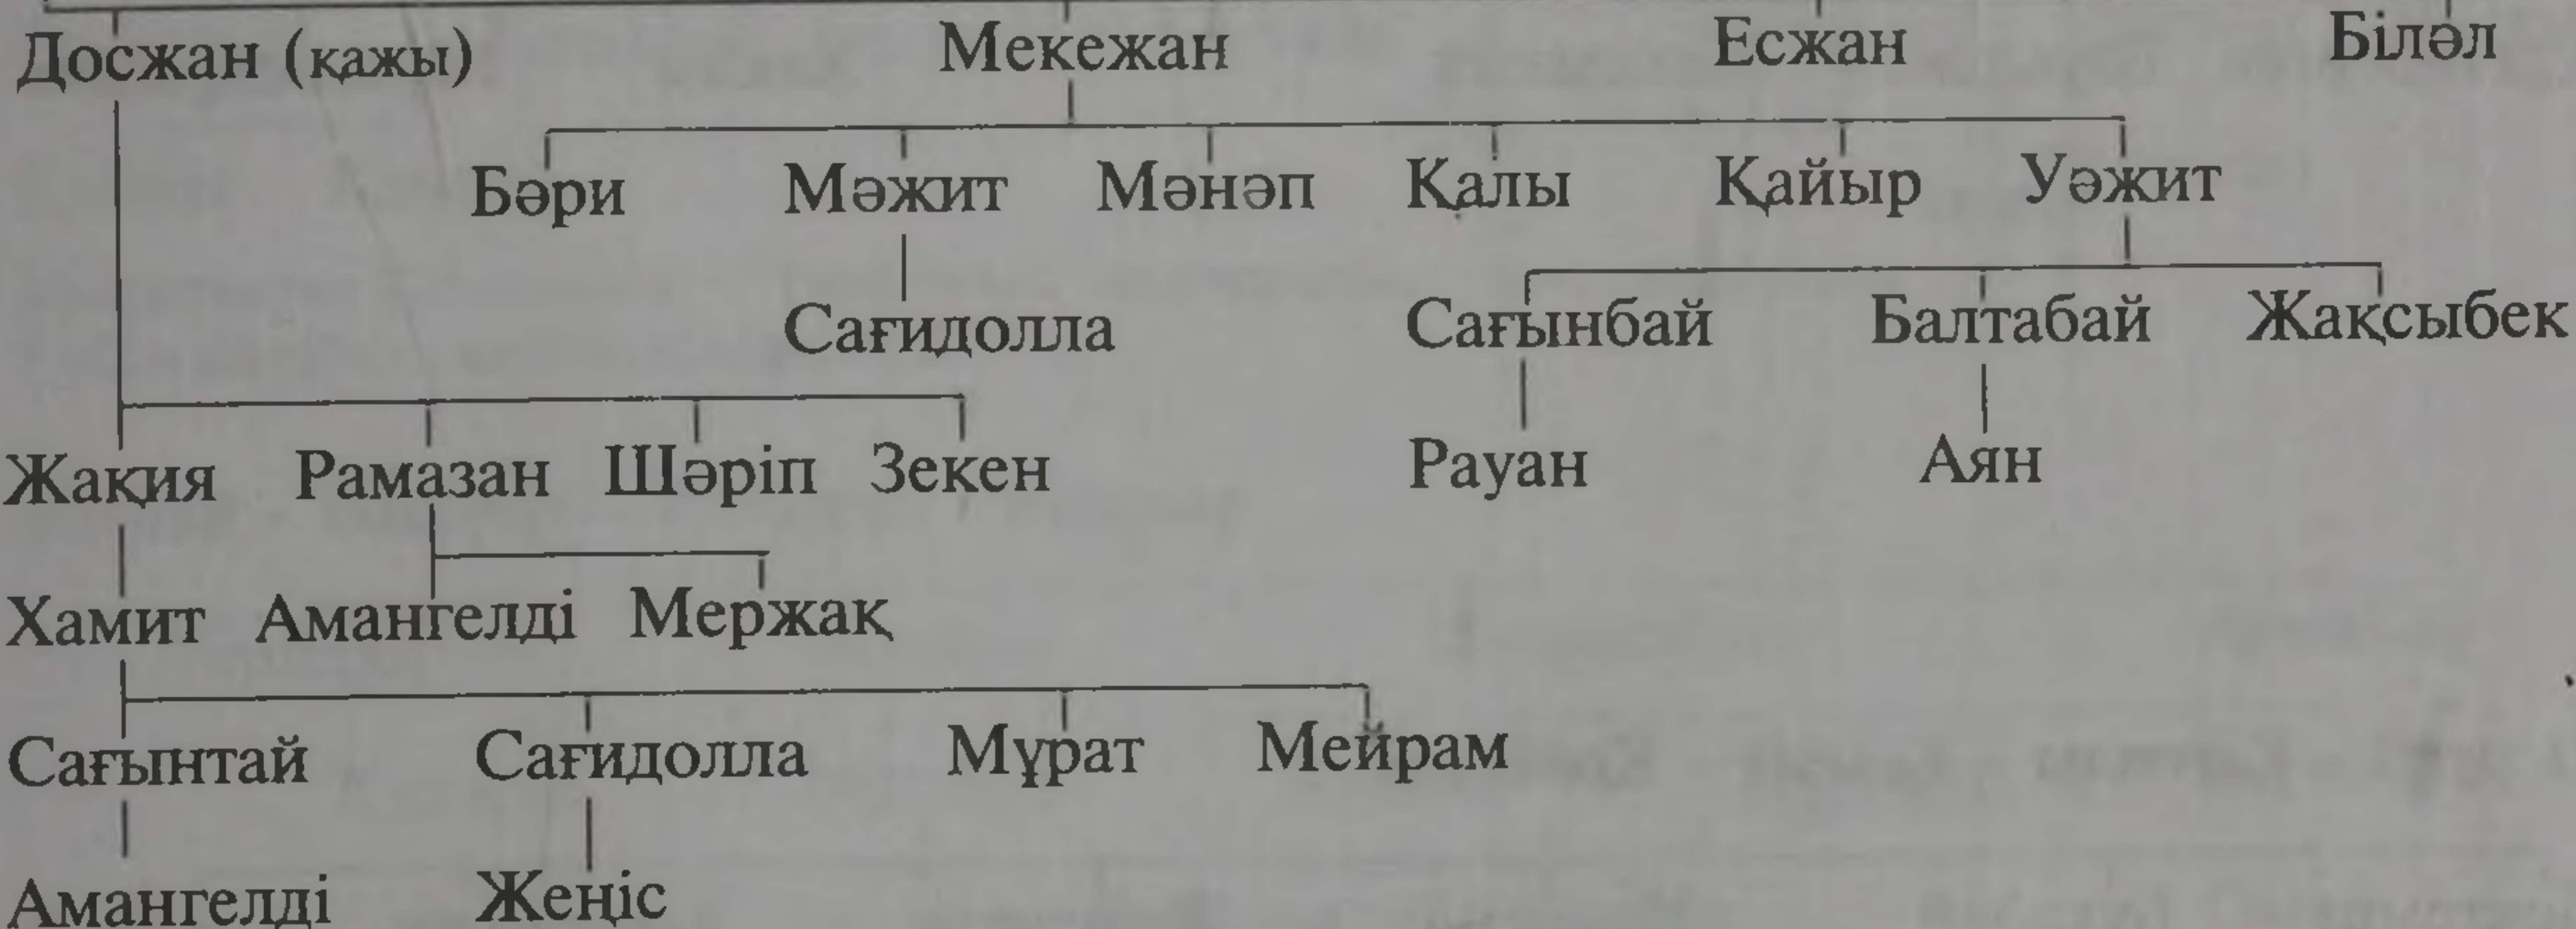 Досжан (қажы) Мекежан Есжан Біләл
Бәри Мәжит Мәнәп Қалы Қайыр Уәжит
Сағидолла Сағынбай Балтабай Жақсыбек
Жақия Рамазан Шәріп Зекен Рауан Аян
Хамит Амангелді Мержақ
Сағынтай Сағидолла Мұрат Мейрам
Амангелді Жеңіс